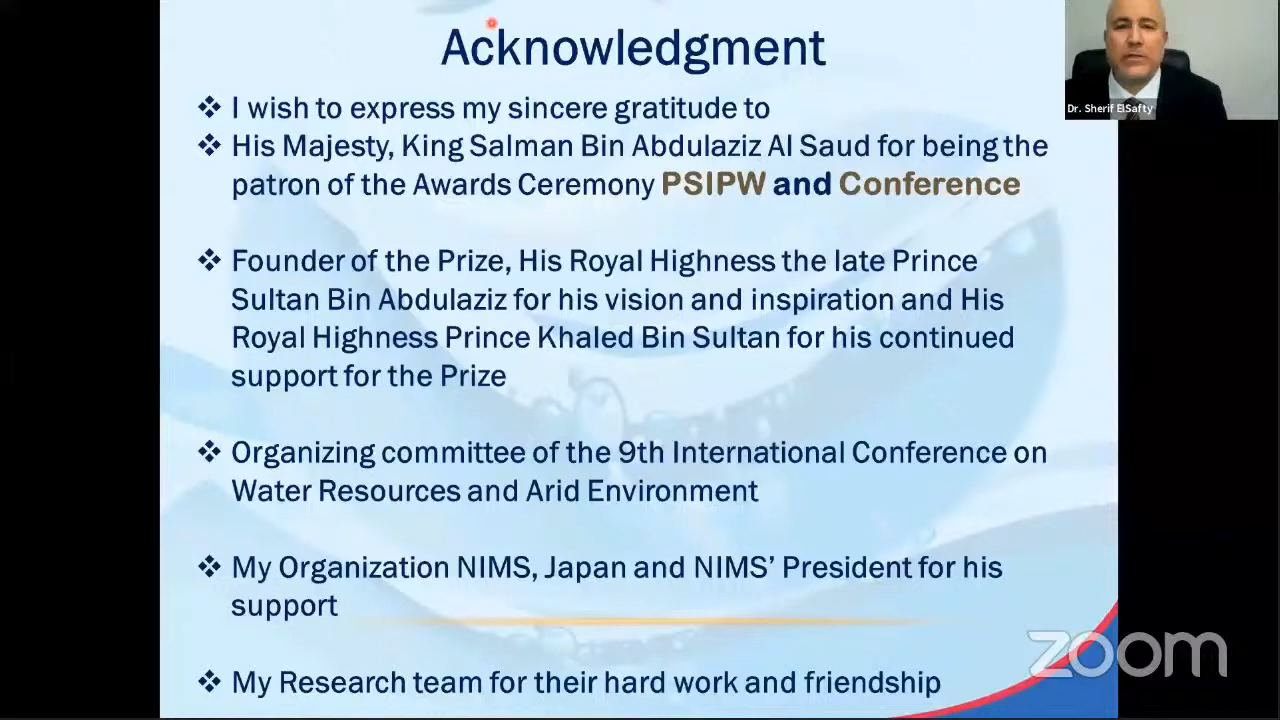 Acknowledgment
❖ I wish to express my sincere gratitude to
❖ His Majesty, King Salman Bin Abdulaziz Al Saud for being the
patron of the Awards Ceremony PSIPW and Conference
❖ Founder of the Prize, His Royal Highness the late Prince
Sultan Bin Abdulaziz for his vision and inspiration and His
Royal Highness Prince Khaled Bin Sultan for his continued
support for the Prize
❖ Organizing committee of the 9th International Conference on
Water Resources and Arid Environment
❖ My Organization NIMS, Japan and NIMS’ President for his
support
❖ My Research team for their hard work and friendship
Dr. Sherif ElSafty
zoom